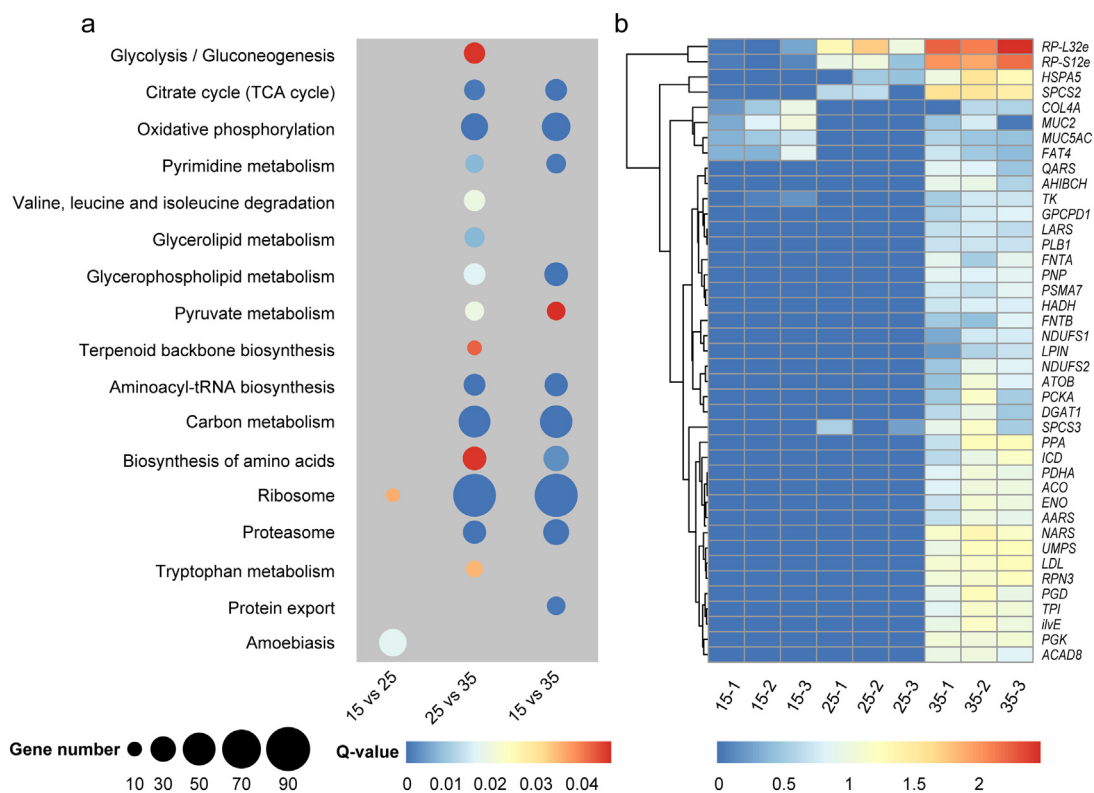 a
Glycolysis / Gluconeogenesis
Citrate cycle (TCA cycle)
Oxidative phosphorylation
Pyrimidine metabolism
Valine, leucine and isoleucine degradation
Glycerolipid metabolism
Glycerophospholipid metabolism
Pyruvate metabolism
Terpenoid backbone biosynthesis
Aminoacyl-tRNA biosynthesis
Carbon metabolism
Biosynthesis of amino acids
Ribosome
Proteasome
Tryptophan metabolism
Protein export
Amoebiasis
15 vs 25
25 vs 35
15 vs 35
Gene number
10 30 50 70 90
Q-value
0 0.01 0.02 0.03 0.04
b
RP-L32e
RP-S12e
HSPA5
SPCS2
COL4A
MUC2
MUC5AC
FAT4
QARS
AHIBCH
TK
GPCPD1
LARS
PLB1
FNTA
PNP
PSMA7
HADH
FNTB
NDUFS1
LPIN
NDUFS2
ATOB
PCKA
DGAT1
SPCS3
PPA
ICD
PDHA
ACO
ENO
AARS
NARS
UMPS
LDL
RPN3
PGD
TPI
ilvE
PGK
ACAD8
15-1
15-2
15-3
25-1
25-2
25-3
35-1
35-2
35-3
0 0.5 1 1.5 2